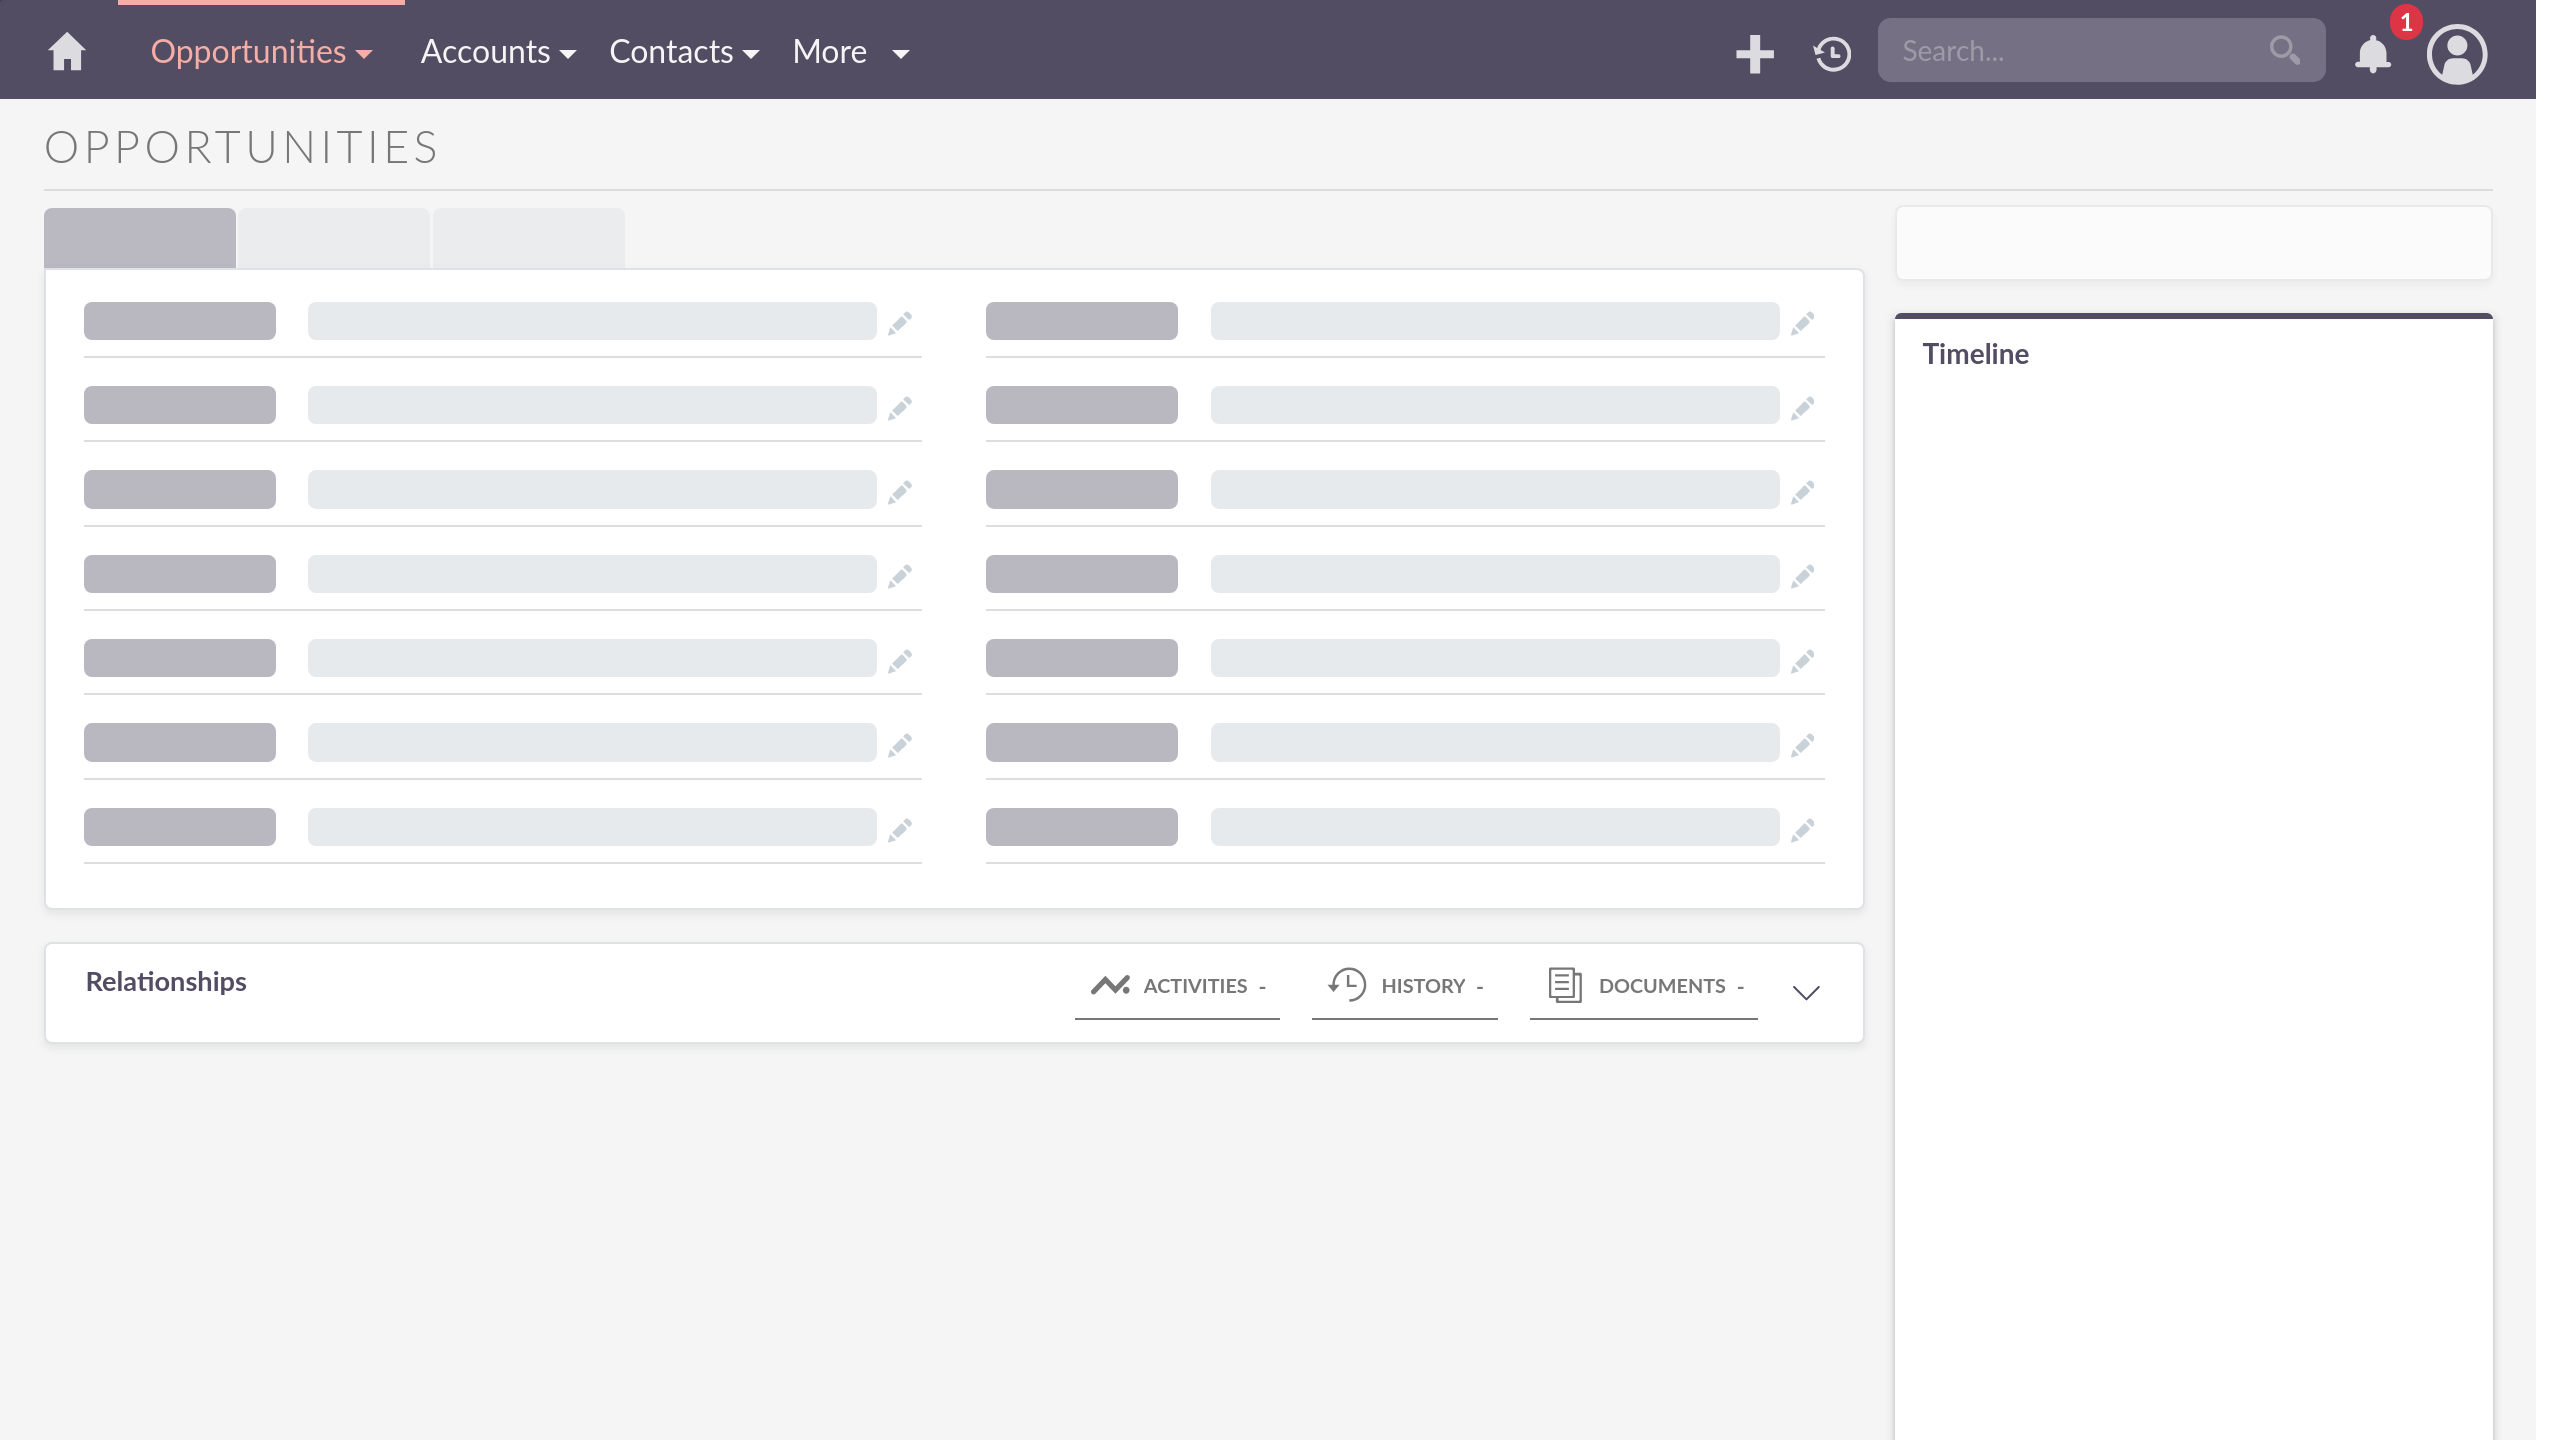 Opportunities Accounts Contacts More Search... 1
OPPORTUNITIES
Timeline
Relationships ACTIVITIES - HISTORY - DOCUMENTS -